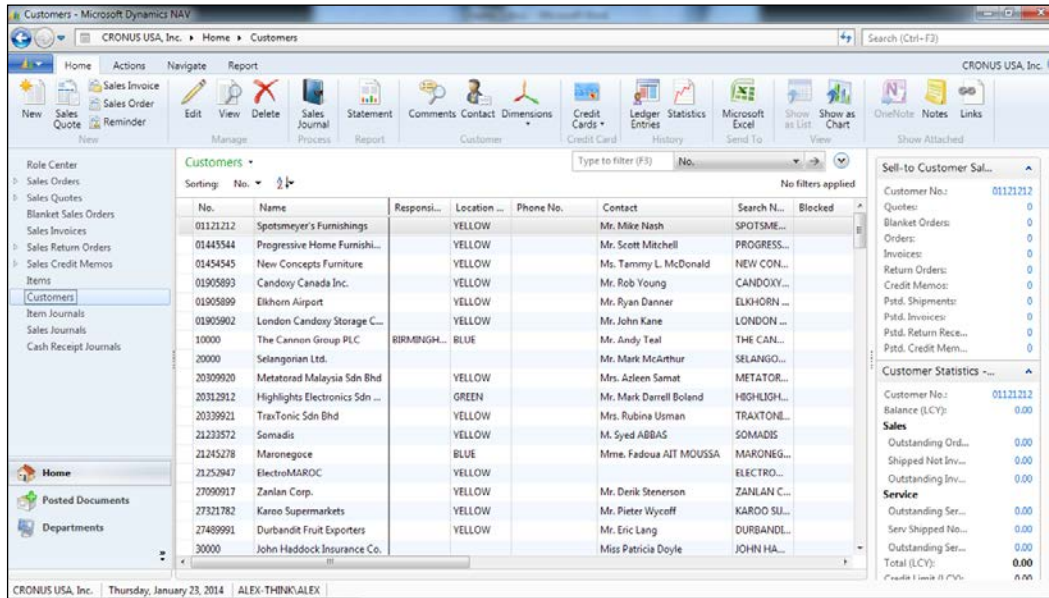 Customers - Microsoft Dynamics NAV
CRONUS USA, Inc. Home Customers
Search (Ctrl+F3)
Home Actions Navigate Report
CRONUS USA, Inc.
New
Sales Quote
Sales Invoice
Sales Order
Reminder
Edit View Delete
Sales Journal
Statement
Comments Contact Dimensions
Credit Cards
Ledger Entries
Statistics
Microsoft Excel
Show as List
Show as Chart
OneNote Notes Links
New Manage Process Report Customer Credit Card History Send To View Show Attached
Role Center
Sales Orders
Sales Quotes
Blanket Sales Orders
Sales Invoices
Sales Return Orders
Sales Credit Memos
Items
Customers
Item Journals
Sales Journals
Cash Receipt Journals
Home
Posted Documents
Departments
Customers
Type to filter (F3) No.
Sorting: No.
No filters applied
No. Name Responsi... Location ... Phone No. Contact Search N... Blocked
01121212 Spotsmeyer's Furnishings YELLOW Mr. Mike Nash SPOTSME...
01445544 Progressive Home Furnishi... YELLOW Mr. Scott Mitchell PROGRESS...
01454545 New Concepts Furniture YELLOW Ms. Tammy L. McDonald NEW CON...
01905893 Candoxy Canada Inc. YELLOW Mr. Rob Young CANDOXY...
01905899 Elkhorn Airport YELLOW Mr. Ryan Danner ELKHORN ...
01905902 London Candoxy Storage C... YELLOW Mr. John Kane LONDON ...
10000 The Cannon Group PLC BIRMINGH... BLUE Mr. Andy Teal THE CAN...
20000 Selangorian Ltd. Mr. Mark McArthur SELANGO...
20309920 Metatorad Malaysia Sdn Bhd YELLOW Mrs. Azleen Samat METATOR...
20312912 Highlights Electronics Sdn ... GREEN Mr. Mark Darrell Boland HIGHLIGH...
20339921 TraxTonic Sdn Bhd YELLOW Mrs. Rubina Usman TRAXTONI...
21233572 Somadis YELLOW M. Syed ABBAS SOMADIS
21245278 Maronegoce BLUE Mme. Fadoua AIT MOUSSA MARONEG...
21252947 ElectroMAROC YELLOW ELECTRO...
27090917 Zanlan Corp. YELLOW Mr. Derik Stenerson ZANLAN C...
27321782 Karoo Supermarkets YELLOW Mr. Pieter Wycoff KAROO SU...
27489991 Durbandit Fruit Exporters YELLOW Mr. Eric Lang DURBANDI...
30000 John Haddock Insurance Co. Miss Patricia Doyle JOHN HA...
Sell-to Customer Sal...
Customer No.: 01121212
Quotes: 0
Blanket Orders: 0
Orders: 0
Invoices: 0
Return Orders: 0
Credit Memos: 0
Pstd. Shipments: 0
Pstd. Invoices: 0
Pstd. Return Rece... 0
Pstd. Credit Mem... 0
Customer Statistics -...
Customer No.: 01121212
Balance (LCY): 0.00
Sales
Outstanding Ord... 0.00
Shipped Not Inv... 0.00
Outstanding Inv... 0.00
Service
Outstanding Ser... 0.00
Serv Shipped No... 0.00
Outstanding Ser... 0.00
Total (LCY): 0.00
Credit Limit (LCY): 0.00
CRONUS USA, Inc. Thursday, January 23, 2014 ALEX-THINK\ALEX